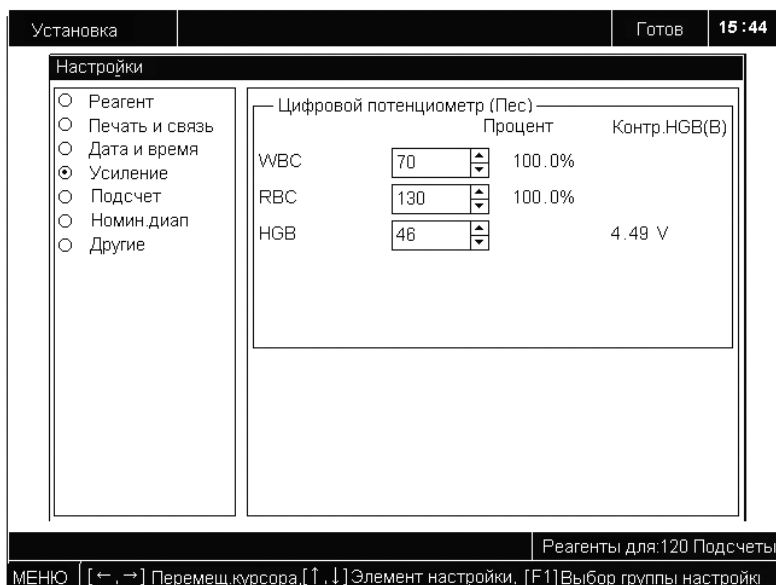 Установка Готов 15:44
Настройки
Реагент
Печать и связь
Дата и время
Усиление
Подсчет
Номин.диап
Другие
Цифровой потенциометр (Пес)
Процент Контр.HGB(В)
WBC 70 100.0%
RBC 130 100.0%
HGB 46 4.49 V
Реагенты для:120 Подсчеты
МЕНЮ [←,→] Перемещ.курсора,[↑,↓]Элемент настройки, [F1]Выбор группы настройки